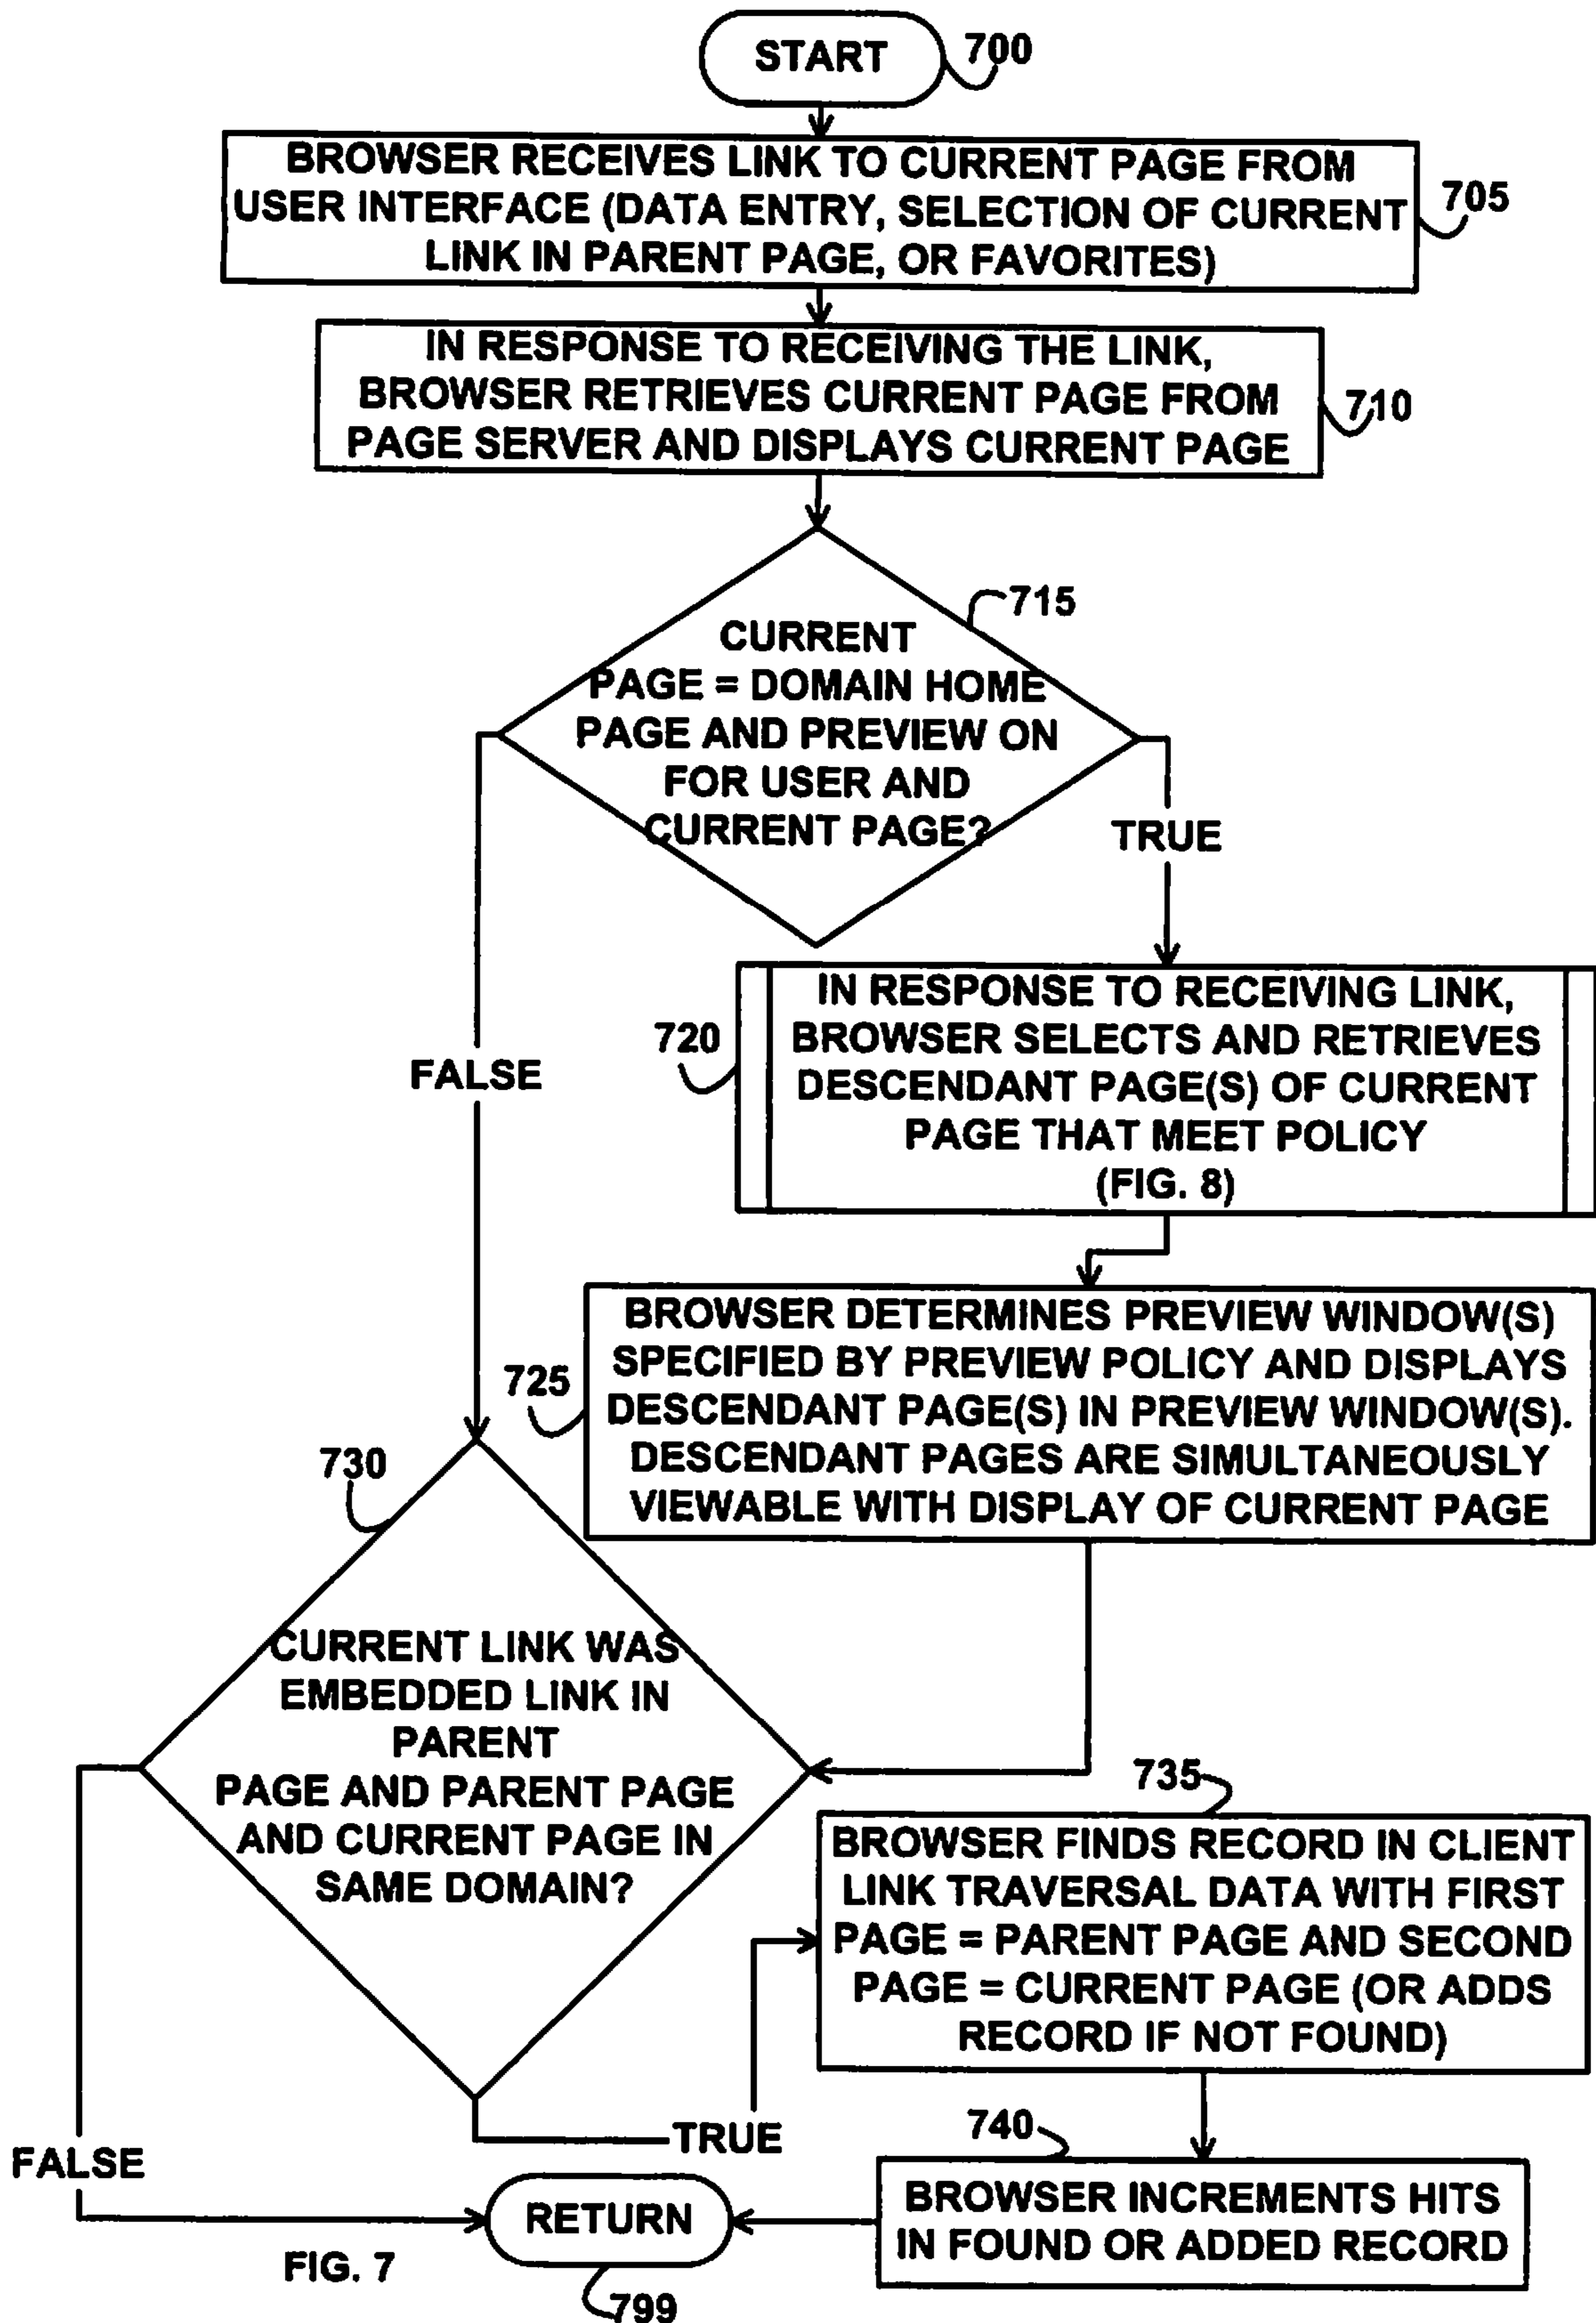 START
700
BROWSER RECEIVES LINK TO CURRENT PAGE FROM
USER INTERFACE (DATA ENTRY, SELECTION OF CURRENT
LINK IN PARENT PAGE, OR FAVORITES)
705
IN RESPONSE TO RECEIVING THE LINK,
BROWSER RETRIEVES CURRENT PAGE FROM
PAGE SERVER AND DISPLAYS CURRENT PAGE
710
715
CURRENT
PAGE = DOMAIN HOME
PAGE AND PREVIEW ON
FOR USER AND
CURRENT PAGE?
TRUE
FALSE
720
IN RESPONSE TO RECEIVING LINK,
BROWSER SELECTS AND RETRIEVES
DESCENDANT PAGE(S) OF CURRENT
PAGE THAT MEET POLICY
(FIG. 8)
725
BROWSER DETERMINES PREVIEW WINDOW(S)
SPECIFIED BY PREVIEW POLICY AND DISPLAYS
DESCENDANT PAGE(S) IN PREVIEW WINDOW(S).
DESCENDANT PAGES ARE SIMULTANEOUSLY
VIEWABLE WITH DISPLAY OF CURRENT PAGE
730
CURRENT LINK WAS
EMBEDDED LINK IN
PARENT
PAGE AND PARENT PAGE
AND CURRENT PAGE IN
SAME DOMAIN?
735
BROWSER FINDS RECORD IN CLIENT
LINK TRAVERSAL DATA WITH FIRST
PAGE = PARENT PAGE AND SECOND
PAGE = CURRENT PAGE (OR ADDS
RECORD IF NOT FOUND)
TRUE
FALSE
740
BROWSER INCREMENTS HITS
IN FOUND OR ADDED RECORD
RETURN
799
FIG. 7